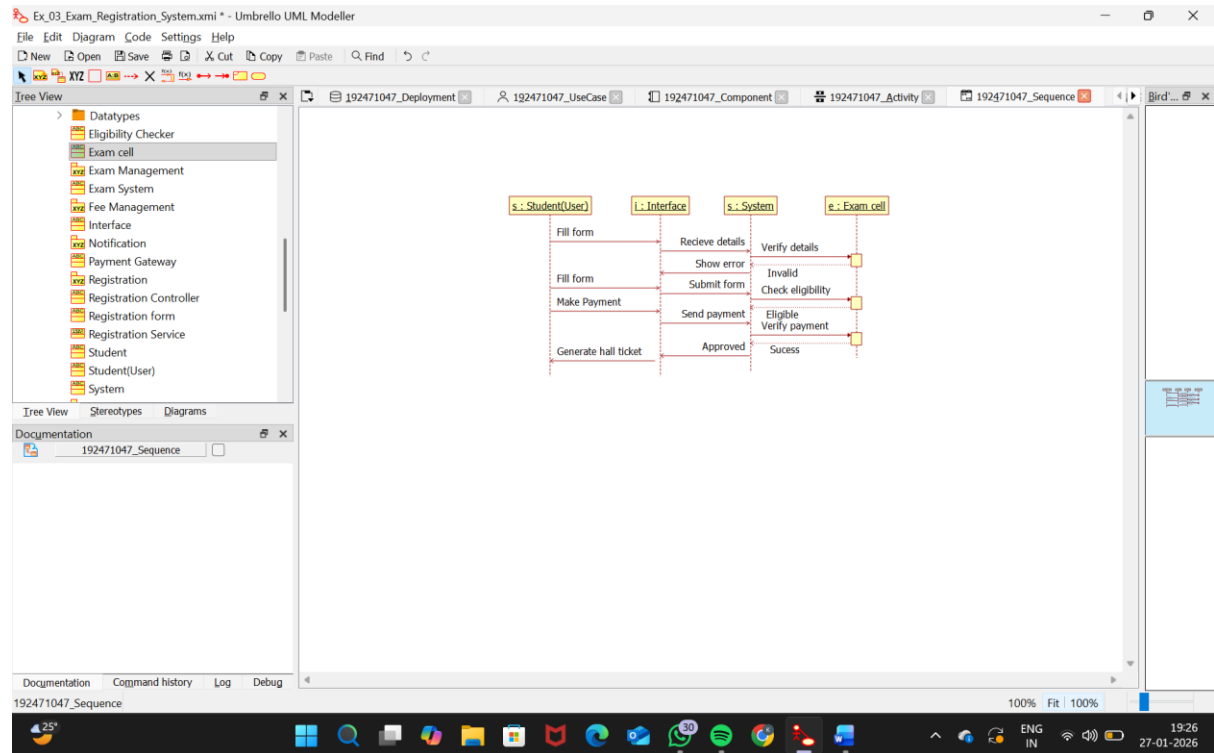 Ex_03_Exam_Registration_System.xmi * - Umbrello UML Modeller
File Edit Diagram Code Settings Help
New Open Save Cut Copy Paste Find
XYZ XYZ A:B f(x) f(x)
Tree View
192471047_Deployment 192471047_UseCase 192471047_Component 192471047_Activity 192471047_Sequence
Bird'...
Datatypes
Eligibility Checker
Exam cell
Exam Management
Exam System
Fee Management
Interface
Notification
Payment Gateway
Registration
Registration Controller
Registration form
Registration Service
Student
Student(User)
System
Tree View Stereotypes Diagrams
Documentation
192471047_Sequence
Documentation Command history Log Debug
s : Student(User) i : Interface s : System e : Exam cell
Fill form
Recieve details
Verify details
Show error
Invalid
Fill form
Submit form
Check eligibility
Make Payment
Send payment
Eligible
Verify payment
Approved
Sucess
Generate hall ticket
192471047_Sequence
100% Fit 100%
25°
30
ENG
IN
19:26
27-01-2026